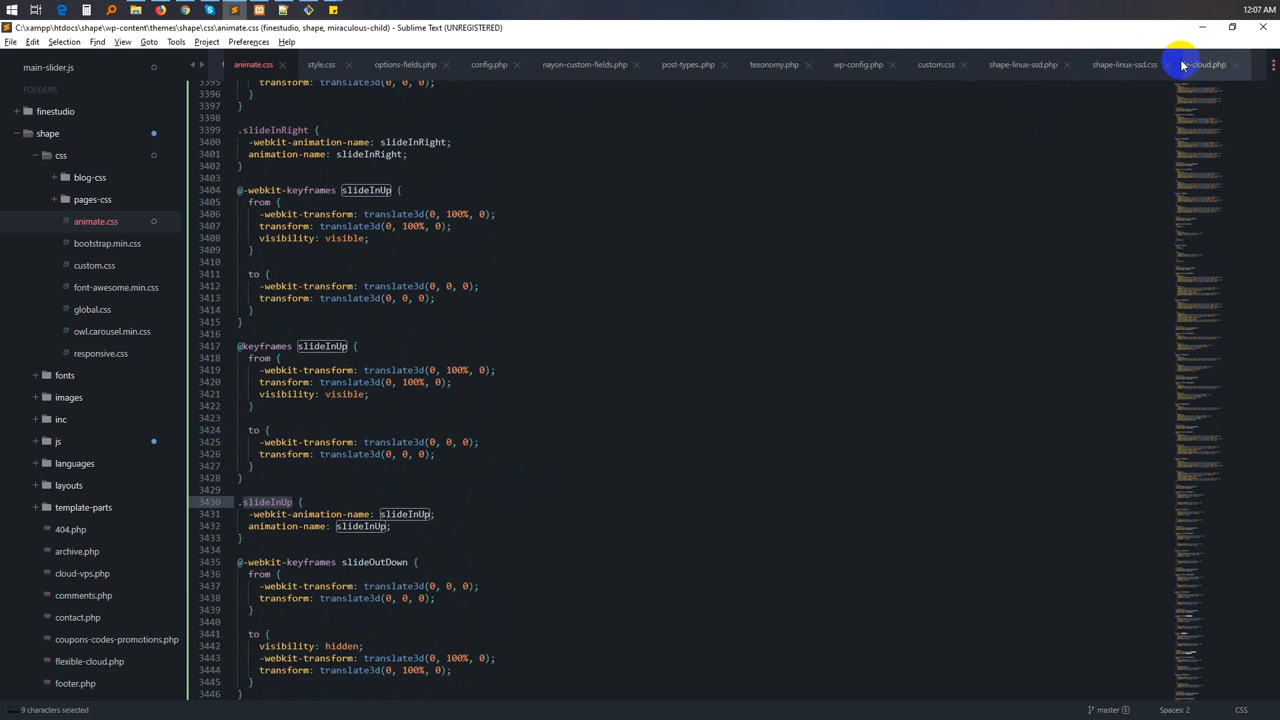 12:07 AM
C:\xampp\htdocs\shape\wp-content\themes\shape\css\animate.css (finestudio, shape, miraculous-child) - Sublime Text (UNREGISTERED)
File Edit Selection Find View Goto Tools Project Preferences Help
animate.css style.css options-fields.php config.php nayon-custom-fields.php post-types.php texonomy.php wp-config.php custom.css shape-linux-ssd.php shape-linux-ssd.css
main-slider.js
FOLDERS
finestudio
shape
css
blog-css
pages-css
animate.css
bootstrap.min.css
custom.css
font-awesome.min.css
global.css
owl.carousel.min.css
responsive.css
fonts
images
inc
js
languages
layouts
template-parts
404.php
archive.php
cloud-vps.php
comments.php
contact.php
coupons-codes-promotions.php
flexible-cloud.php
footer.php
3395 transform: translate3d(0, 0, 0);
3396 }
3397 }
3398
3399 .slideInRight {
3400 -webkit-animation-name: slideInRight;
3401 animation-name: slideInRight;
3402 }
3403
3404 @-webkit-keyframes slideInUp {
3405 from {
3406 -webkit-transform: translate3d(0, 100%, 0);
3407 transform: translate3d(0, 100%, 0);
3408 visibility: visible;
3409 }
3410
3411 to {
3412 -webkit-transform: translate3d(0, 0, 0);
3413 transform: translate3d(0, 0, 0);
3414 }
3415 }
3416
3417 @keyframes slideInUp {
3418 from {
3419 -webkit-transform: translate3d(0, 100%, 0);
3420 transform: translate3d(0, 100%, 0);
3421 visibility: visible;
3422 }
3423
3424 to {
3425 -webkit-transform: translate3d(0, 0, 0);
3426 transform: translate3d(0, 0, 0);
3427 }
3428 }
3429
3430 .slideInUp {
3431 -webkit-animation-name: slideInUp;
3432 animation-name: slideInUp;
3433 }
3434
3435 @-webkit-keyframes slideOutDown {
3436 from {
3437 -webkit-transform: translate3d(0, 0, 0);
3438 transform: translate3d(0, 0, 0);
3439 }
3440
3441 to {
3442 visibility: hidden;
3443 -webkit-transform: translate3d(0, 100%, 0);
3444 transform: translate3d(0, 100%, 0);
3445 }
3446 }
9 characters selected
master 5 Spaces: 2 CSS